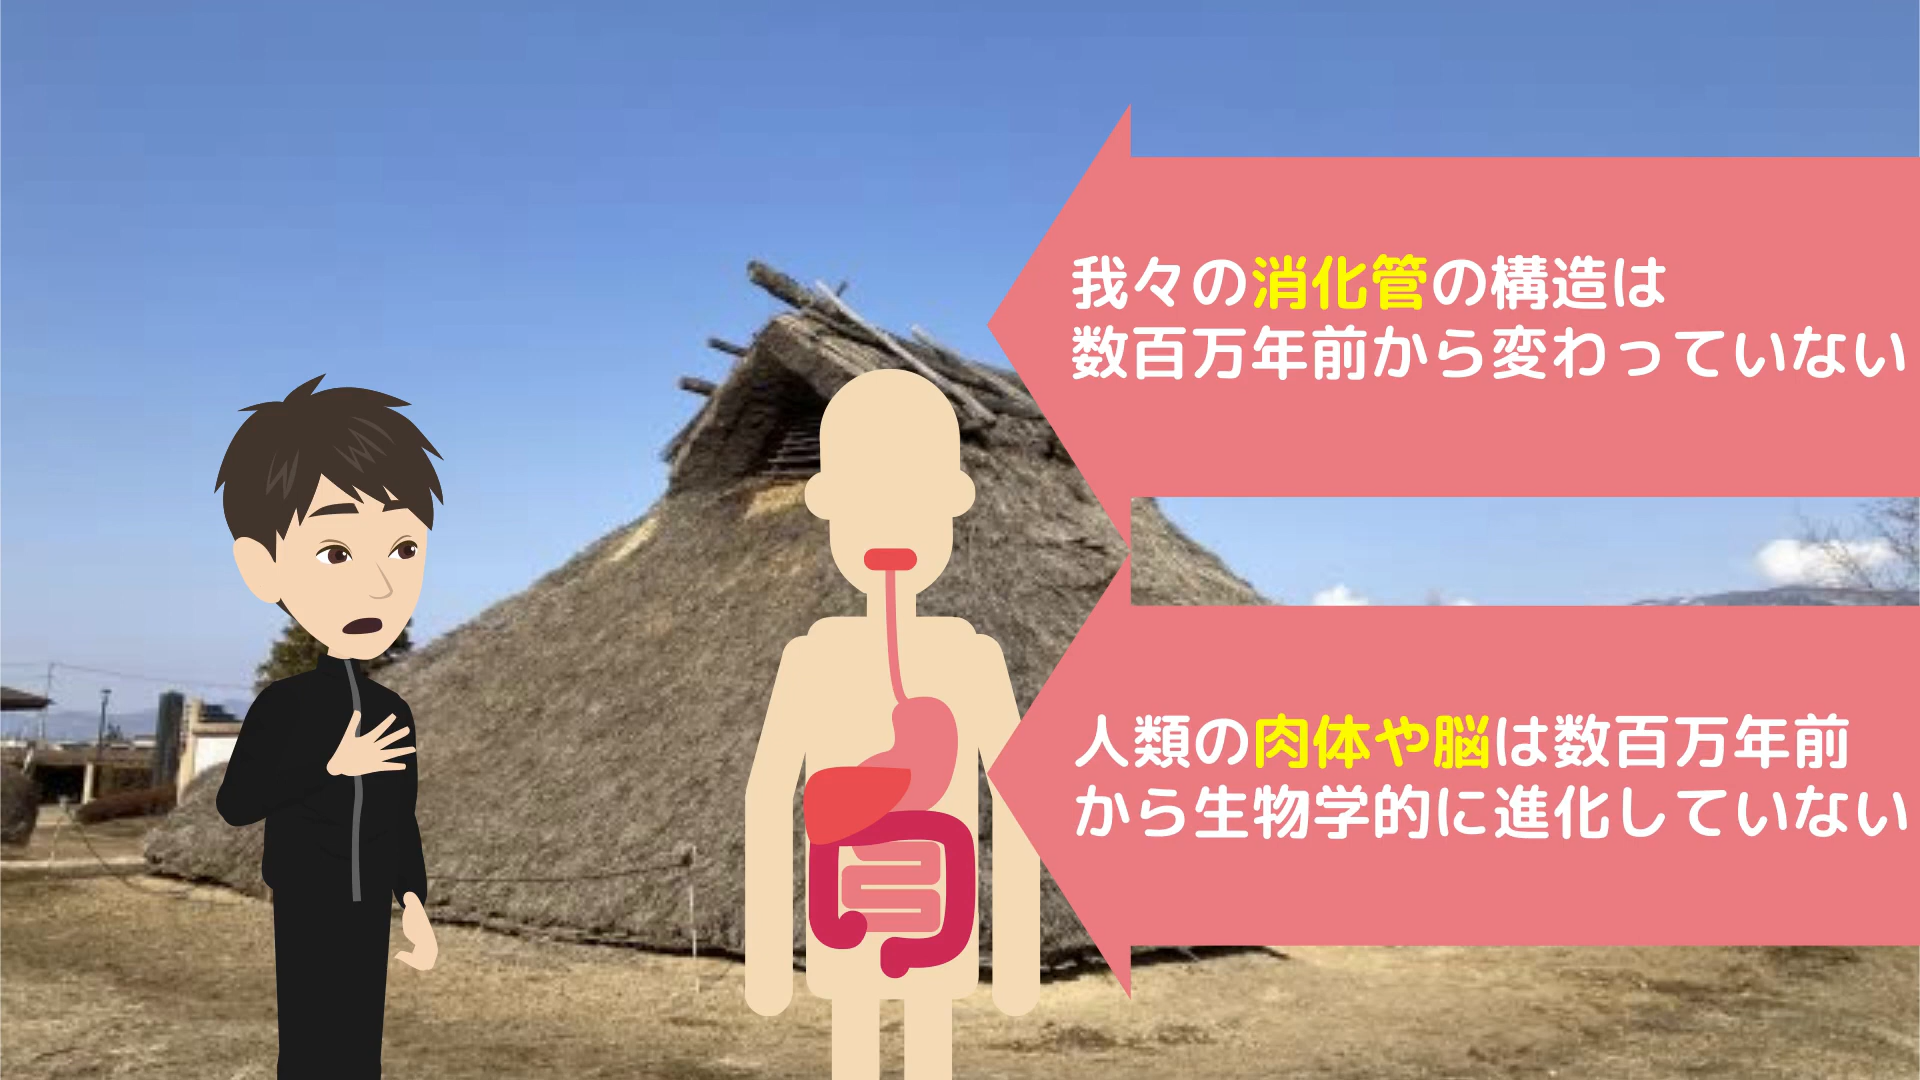 我々の消化管の構造は
数百万年前から変わっていない
人類の肉体や脳は数百万年前
から生物学的に進化していない